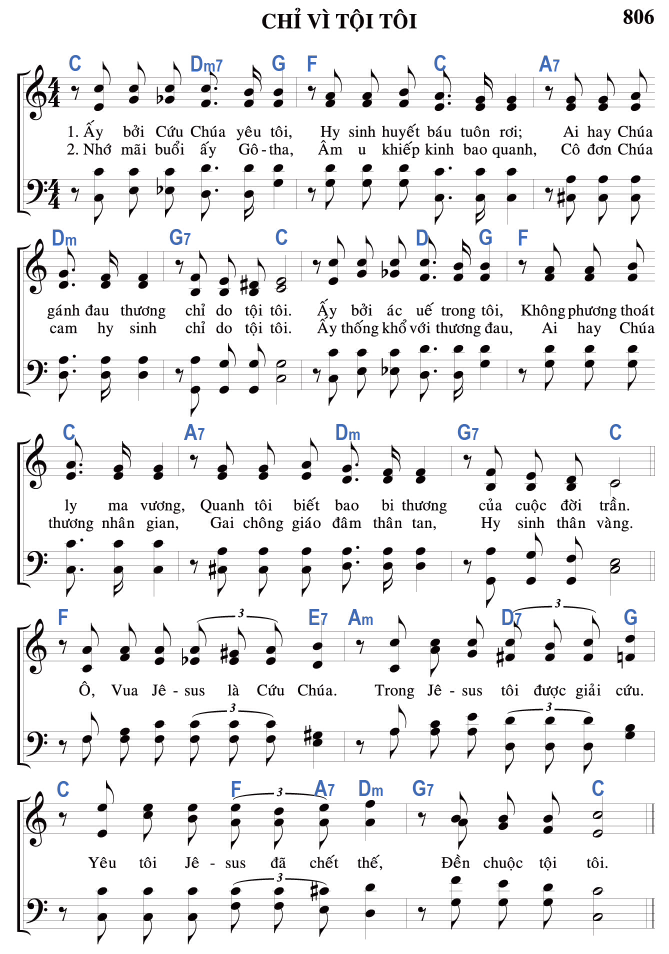 CHỈ VÌ TỘI TÔI
806
C Dm7 G F C A7
1. Ấy bởi Cứu Chúa yêu tôi, Hy sinh huyết báu tuôn rơi; Ai hay Chúa
2. Nhớ mãi buổi ấy Gô-tha, Âm u khiếp kinh bao quanh, Cô đơn Chúa
Dm G7 C D G F
gánh đau thương chỉ do tội tôi. Ấy bởi ác uế trong tôi, Không phương thoát
cam hy sinh chỉ do tội tôi. Ấy thống khổ với thương đau, Ai hay Chúa
C A7 Dm G7 C
ly ma vương, Quanh tôi biết bao bi thương của cuộc đời trần.
thương nhân gian, Gai chông giáo đâm thân tan, Hy sinh thân vàng.
F 3 E7 Am D7 3 G
Ô, Vua Jê-sus là Cứu Chúa. Trong Jê-sus tôi được giải cứu.
3 3
C F 3 A7 Dm G7 C
Yêu tôi Jê-sus đã chết thế, Đền chuộc tội tôi.
3